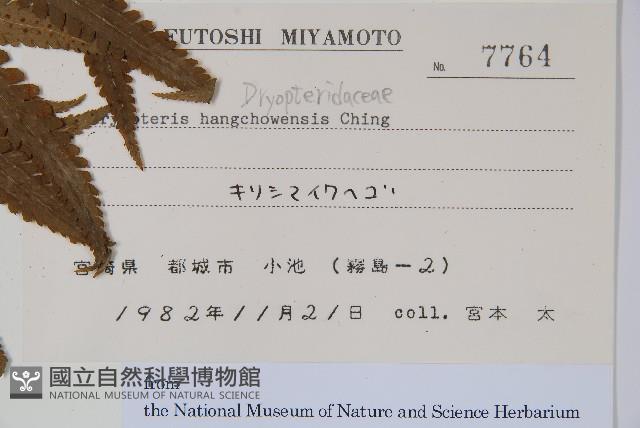 FUTOSHI MIYAMOTO
No. 7764
Dryopteridaceae
hangchowensis Ching
キリシマイワヘゴ
宮崎県 都城市 小池 (霧島-2)
1982年11月21日 coll. 宮本 太
國立自然科學博物館
NATIONAL MUSEUM OF NATURAL SCIENCE
from
the National Museum of Nature and Science Herbarium